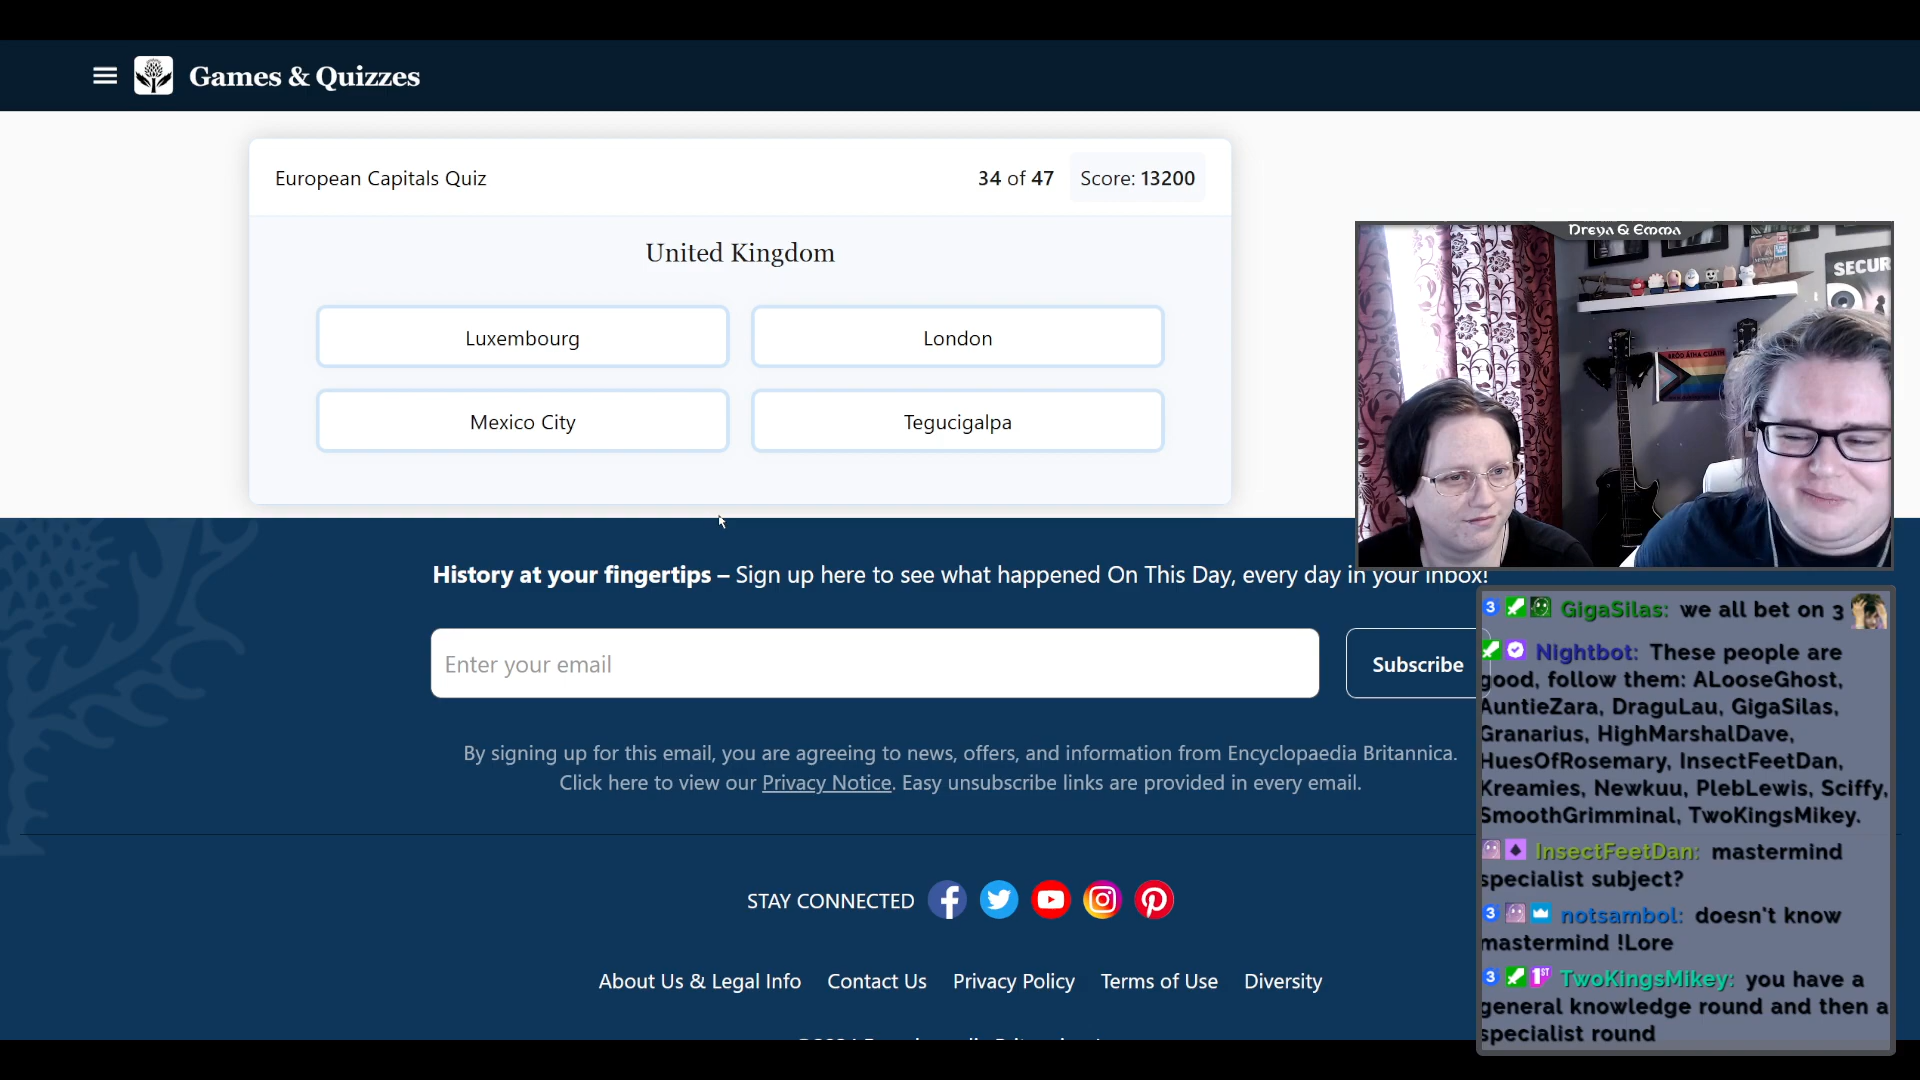 Games & Quizzes
European Capitals Quiz
34 of 47
Score: 13200
United Kingdom
Luxembourg
London
Mexico City
Tegucigalpa
Dreya & Emma
SECUR
History at your fingertips – Sign up here to see what happened On This Day, every day in your inbox!
Enter your email
Subscribe
By signing up for this email, you are agreeing to news, offers, and information from Encyclopaedia Britannica.
Click here to view our Privacy Notice. Easy unsubscribe links are provided in every email.
STAY CONNECTED
About Us & Legal Info
Contact Us
Privacy Policy
Terms of Use
Diversity
3 GigaSilas: we all bet on 3
Nightbot: These people are
good, follow them: ALooseGhost,
AuntieZara, DraguLau, GigaSilas,
Granarius, HighMarshalDave,
HuesOfRosemary, InsectFeetDan,
Kreamies, Newkuu, PlebLewis, Sciffy,
SmoothGrimminal, TwoKingsMikey.
InsectFeetDan: mastermind
specialist subject?
3 notsambol: doesn't know
mastermind !Lore
3 1ST TwoKingsMikey: you have a
general knowledge round and then a
specialist round